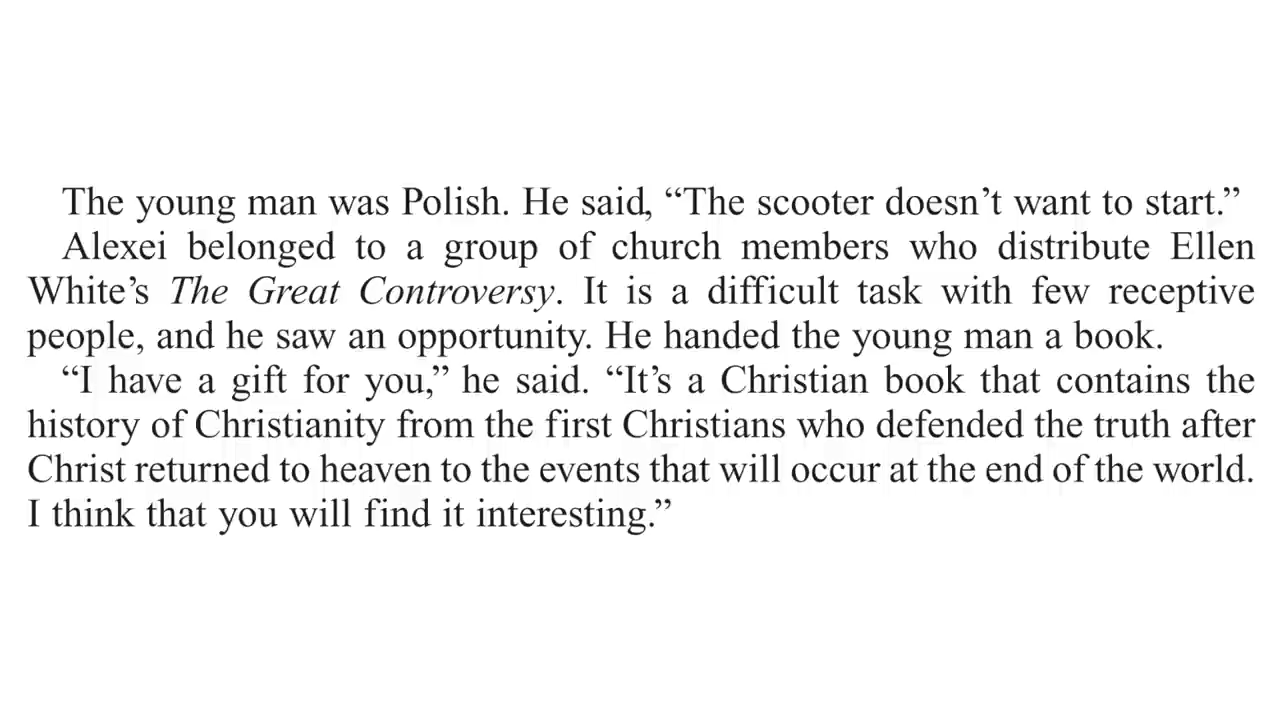 The young man was Polish. He said, “The scooter doesn’t want to start.”
Alexei belonged to a group of church members who distribute Ellen
White’s The Great Controversy. It is a difficult task with few receptive
people, and he saw an opportunity. He handed the young man a book.
“I have a gift for you,” he said. “It’s a Christian book that contains the
history of Christianity from the first Christians who defended the truth after
Christ returned to heaven to the events that will occur at the end of the world.
I think that you will find it interesting.”